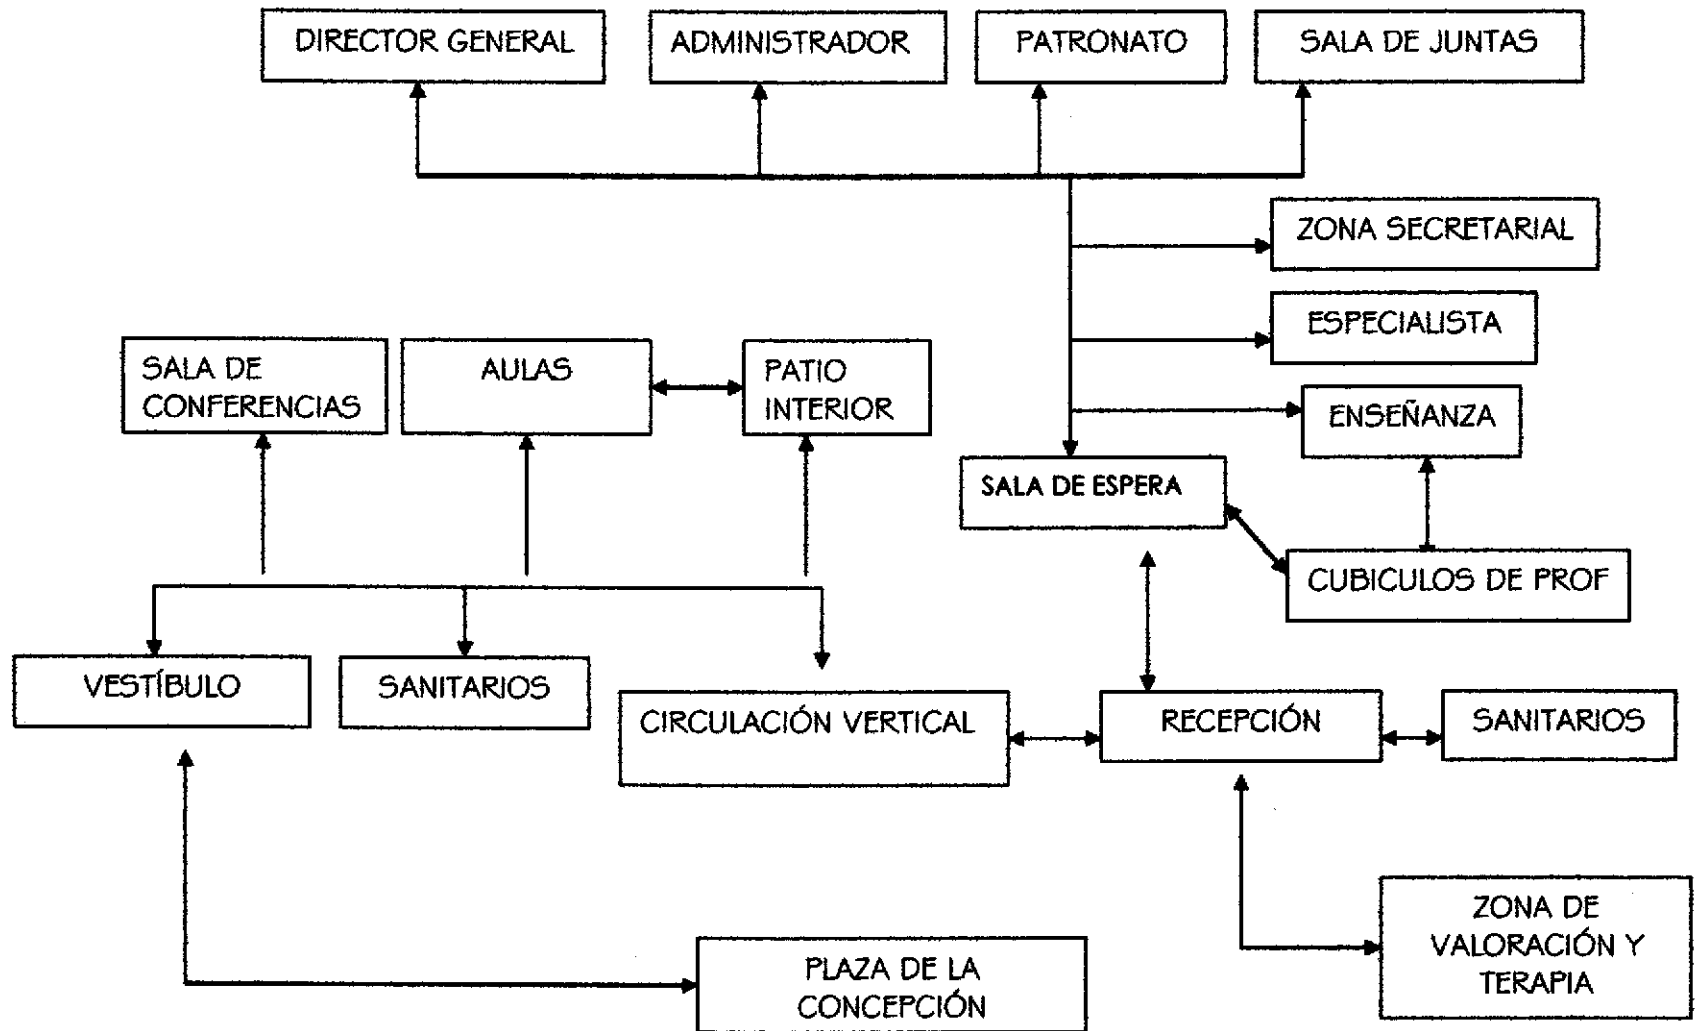 DIRECTOR GENERAL
ADMINISTRADOR
PATRONATO
SALA DE JUNTAS
ZONA SECRETARIAL
ESPECIALISTA
SALA DE
CONFERENCIAS
AULAS
PATIO
INTERIOR
ENSEÑANZA
SALA DE ESPERA
CUBICULOS DE PROF
VESTÍBULO
SANITARIOS
CIRCULACIÓN VERTICAL
RECEPCIÓN
SANITARIOS
ZONA DE
VALORACIÓN Y
TERAPIA
PLAZA DE LA
CONCEPCIÓN